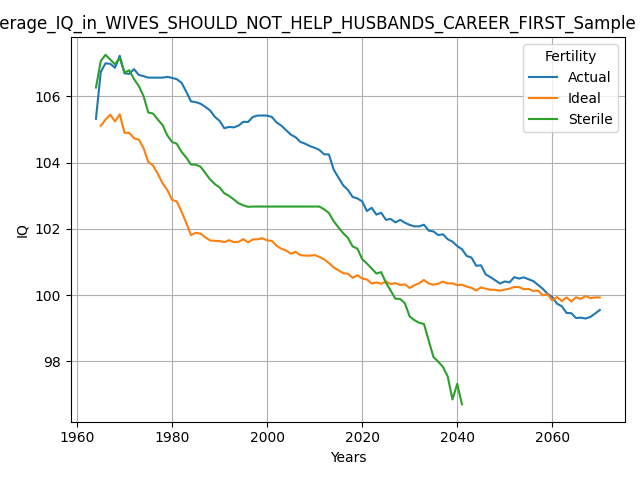 erage_IQ_in_WIVES_SHOULD_NOT_HELP_HUSBANDS_CAREER_FIRST_Sample
Fertility
Actual
Ideal
Sterile
IQ
106
104
102
100
98
1960
1980
2000
2020
2040
2060
Years